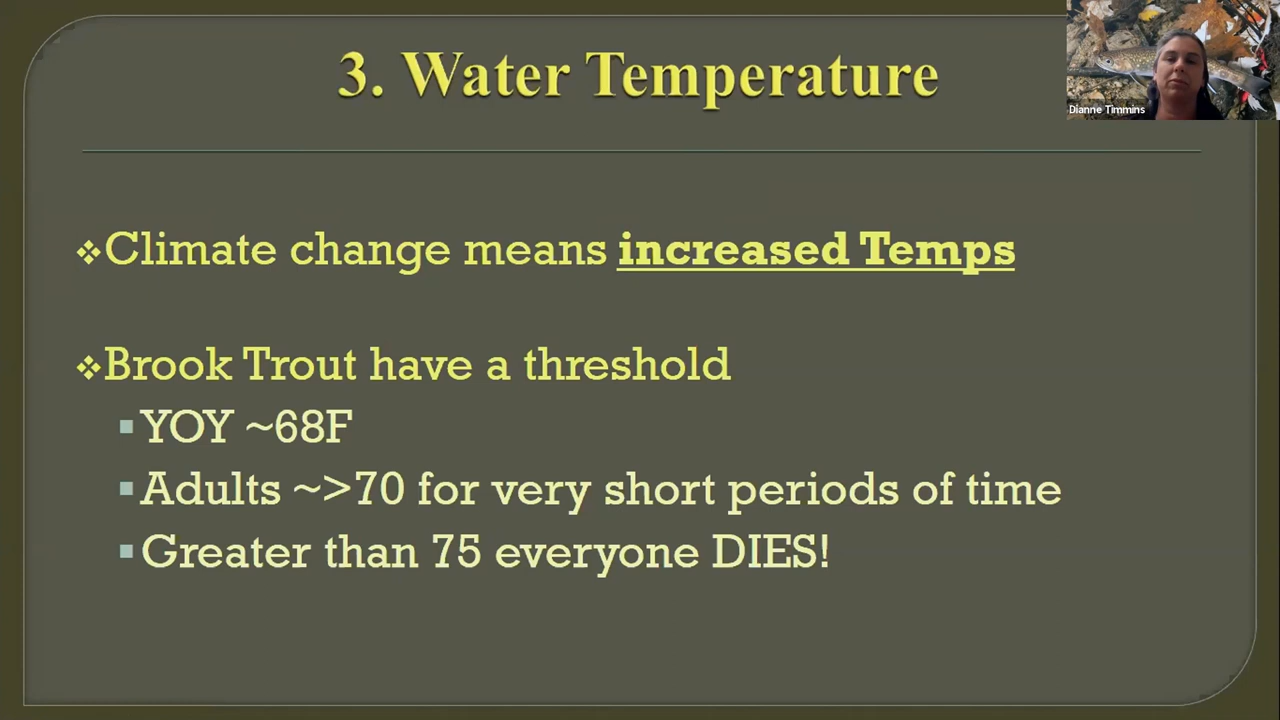 3. Water Temperature
Dianne Timmins
❖Climate change means increased Temps
❖Brook Trout have a threshold
▪YOY ~68F
▪Adults ~>70 for very short periods of time
▪Greater than 75 everyone DIES!